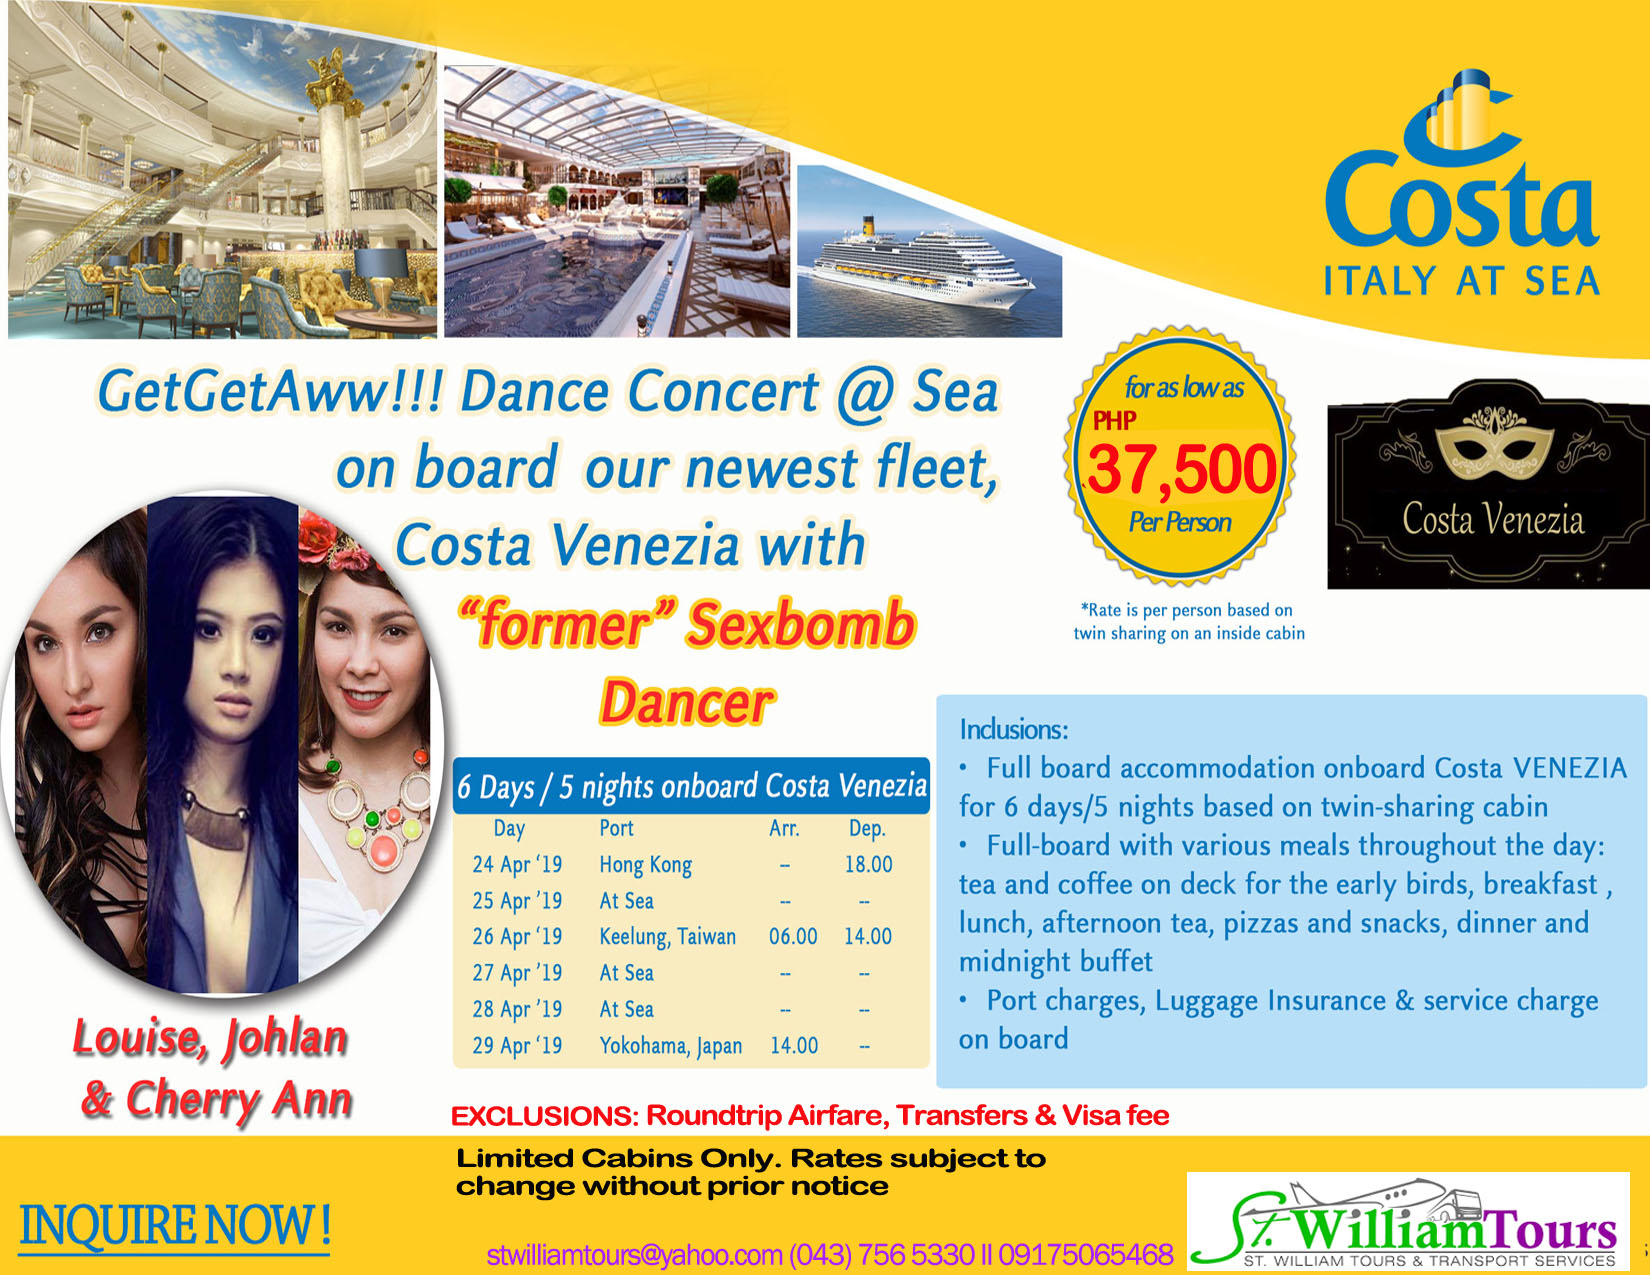 Costa
ITALY AT SEA
GetGetAww!!! Dance Concert @ Sea
on board our newest fleet,
Costa Venezia with
“former” Sexbomb
Dancer
for as low as
PHP
37,500
Per Person
*Rate is per person based on
twin sharing on an inside cabin
Costa Venezia
Louise, Johlan
& Cherry Ann
6 Days / 5 nights onboard Costa Venezia
Day Port Arr. Dep.
24 Apr ‘19 Hong Kong -- 18.00
25 Apr ’19 At Sea -- --
26 Apr ‘19 Keelung, Taiwan 06.00 14.00
27 Apr ’19 At Sea -- --
28 Apr ’19 At Sea -- --
29 Apr ‘19 Yokohama, Japan 14.00 --
Inclusions:
• Full board accommodation onboard Costa VENEZIA
for 6 days/5 nights based on twin-sharing cabin
• Full-board with various meals throughout the day:
tea and coffee on deck for the early birds, breakfast ,
lunch, afternoon tea, pizzas and snacks, dinner and
midnight buffet
• Port charges, Luggage Insurance & service charge
on board
EXCLUSIONS: Roundtrip Airfare, Transfers & Visa fee
Limited Cabins Only. Rates subject to
change without prior notice
INQUIRE NOW!
stwilliamtours@yahoo.com (043) 756 5330 II 09175065468
St. William Tours
ST. WILLIAM TOURS & TRANSPORT SERVICES